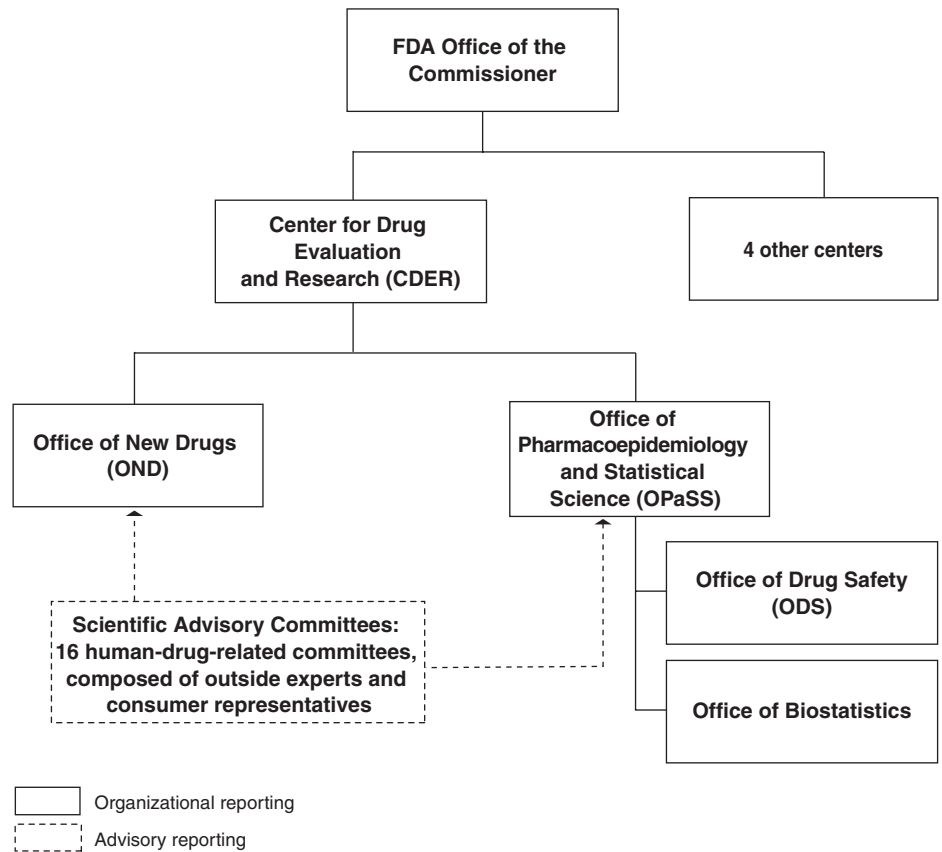 FDA Office of the
Commissioner
Center for Drug
Evaluation
and Research (CDER)
4 other centers
Office of New Drugs
(OND)
Office of
Pharmacoepidemiology
and Statistical
Science (OPaSS)
Scientific Advisory Committees:
16 human-drug-related committees,
composed of outside experts and
consumer representatives
Office of Drug Safety
(ODS)
Office of Biostatistics
Organizational reporting
Advisory reporting